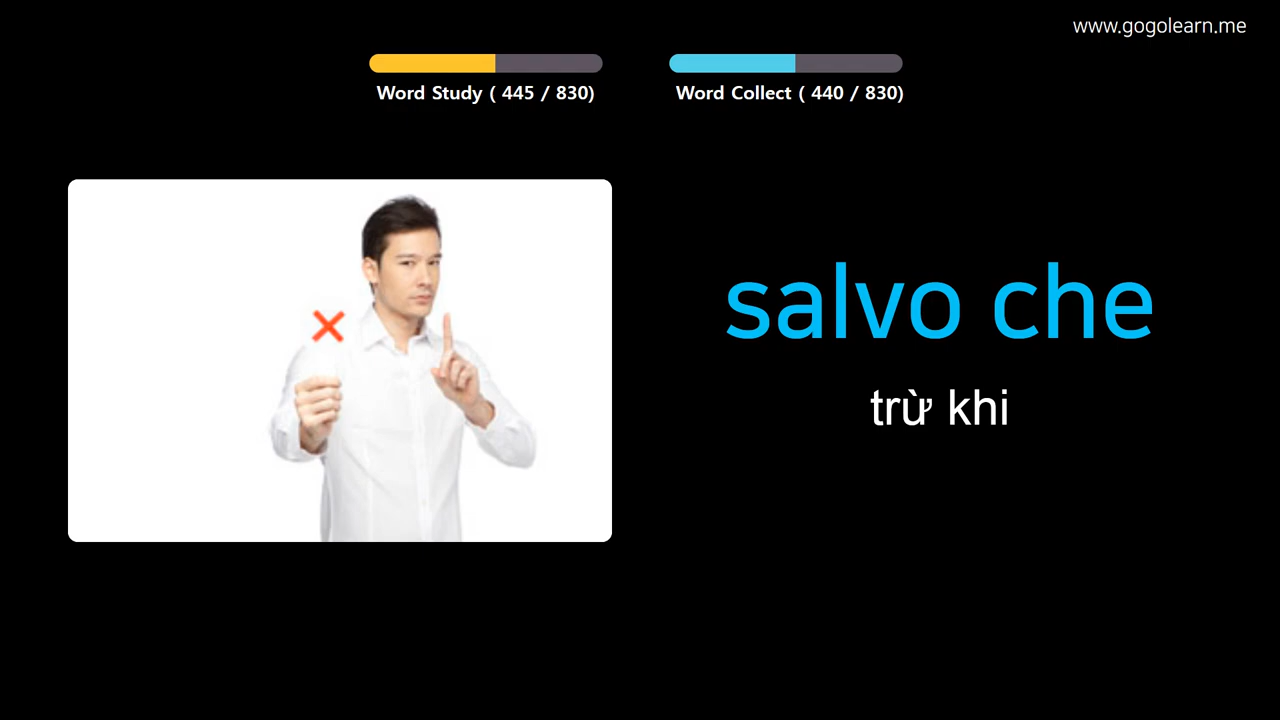 www.gogolearn.me
Word Study ( 445 / 830)
Word Collect ( 440 / 830)
salvo che
trừ khi